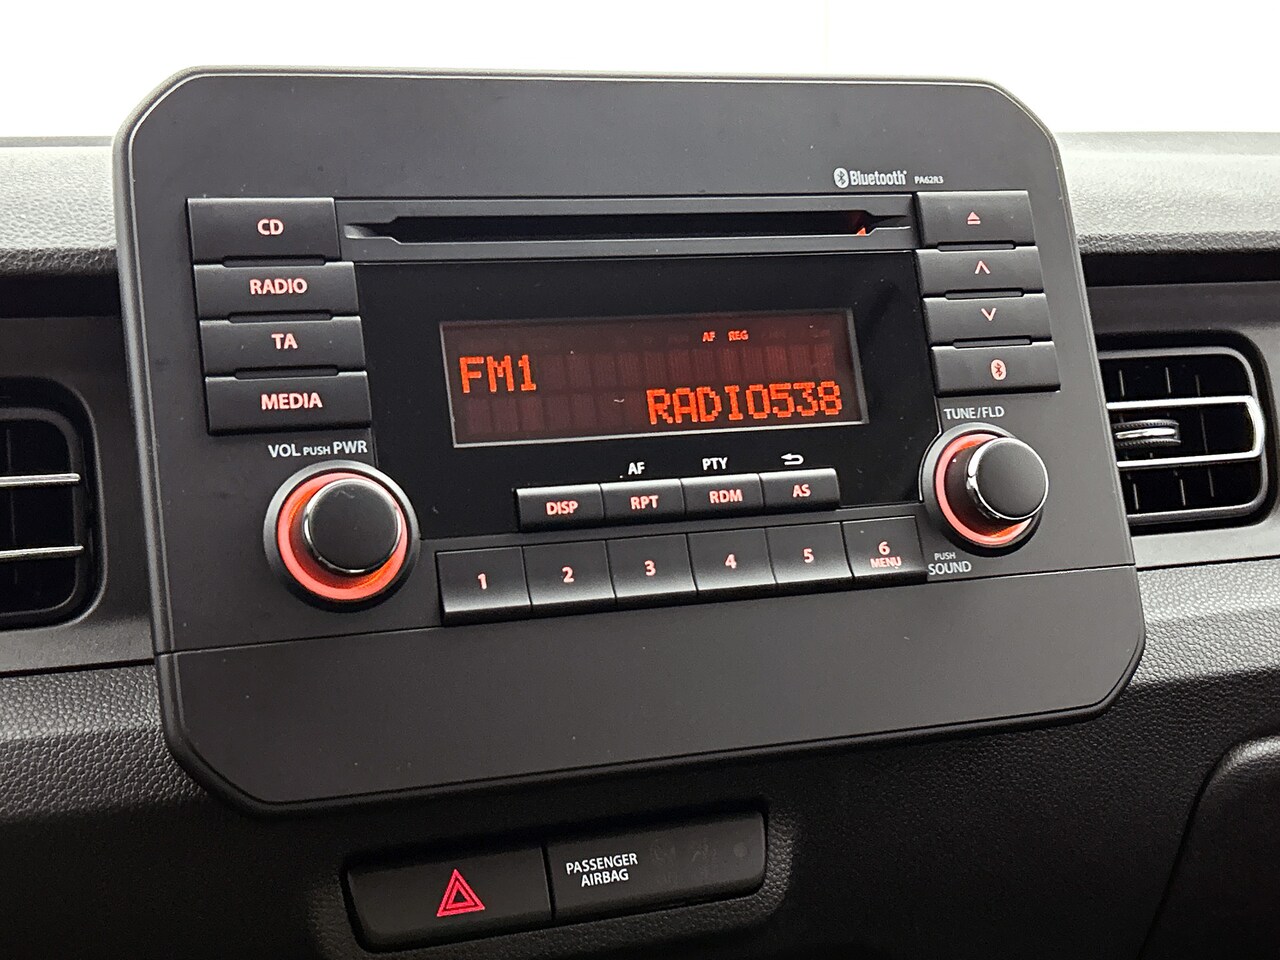 Bluetooth PA62R3
CD
RADIO
TA
MEDIA
AF REG
FM1
RADIO538
VOL PUSH PWR
TUNE/FLD
AF PTY
DISP RPT RDM AS
1 2 3 4 5 6
MENU
PUSH
SOUND
PASSENGER
AIRBAG